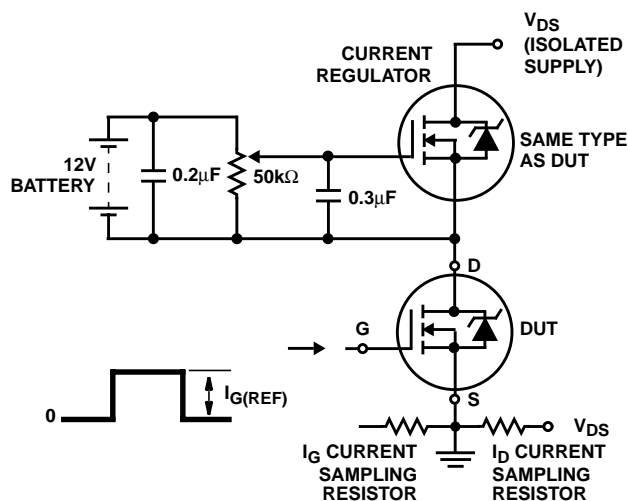 V_DS
(ISOLATED
SUPPLY)
CURRENT
REGULATOR
SAME TYPE
AS DUT
12V
BATTERY
0.2µF
50kΩ
0.3µF
D
DUT
G
0
I_G(REF)
S
V_DS
I_G CURRENT
SAMPLING
RESISTOR
I_D CURRENT
SAMPLING
RESISTOR